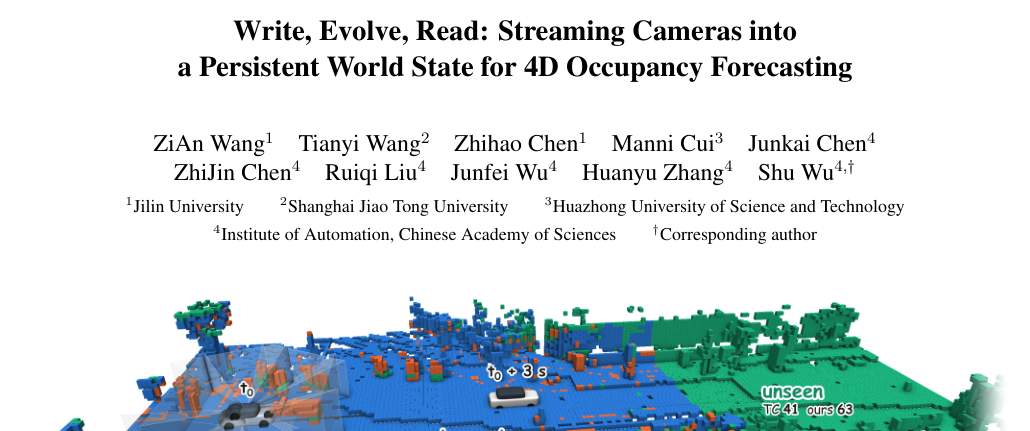 Write, Evolve, Read: Streaming Cameras into
a Persistent World State for 4D Occupancy Forecasting
ZiAn Wang¹ Tianyi Wang² Zhihao Chen¹ Manni Cui³ Junkai Chen⁴
ZhiJin Chen⁴ Ruiqi Liu⁴ Junfei Wu⁴ Huanyu Zhang⁴ Shu Wu⁴,†
¹Jilin University ²Shanghai Jiao Tong University ³Huazhong University of Science and Technology
⁴Institute of Automation, Chinese Academy of Sciences †Corresponding author
t₀ + 3 s
t₀
unseen
TC 41 ours 63